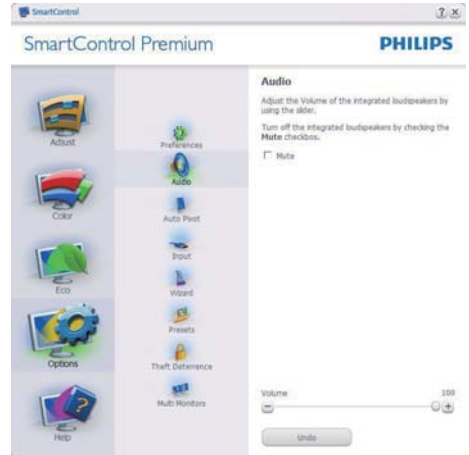 SmartControl
SmartControl Premium
PHILIPS
Adjust
Color
Eco
Options
Help
Preferences
Audio
Auto Pivot
Input
Wizard
Presets
Theft Deterrence
Multi Monitors
Audio
Adjust the Volume of the integrated loudspeakers by
using the slider.
Turn off the integrated loudspeakers by checking the
Mute checkbox.
Mute
Volume 100
Undo